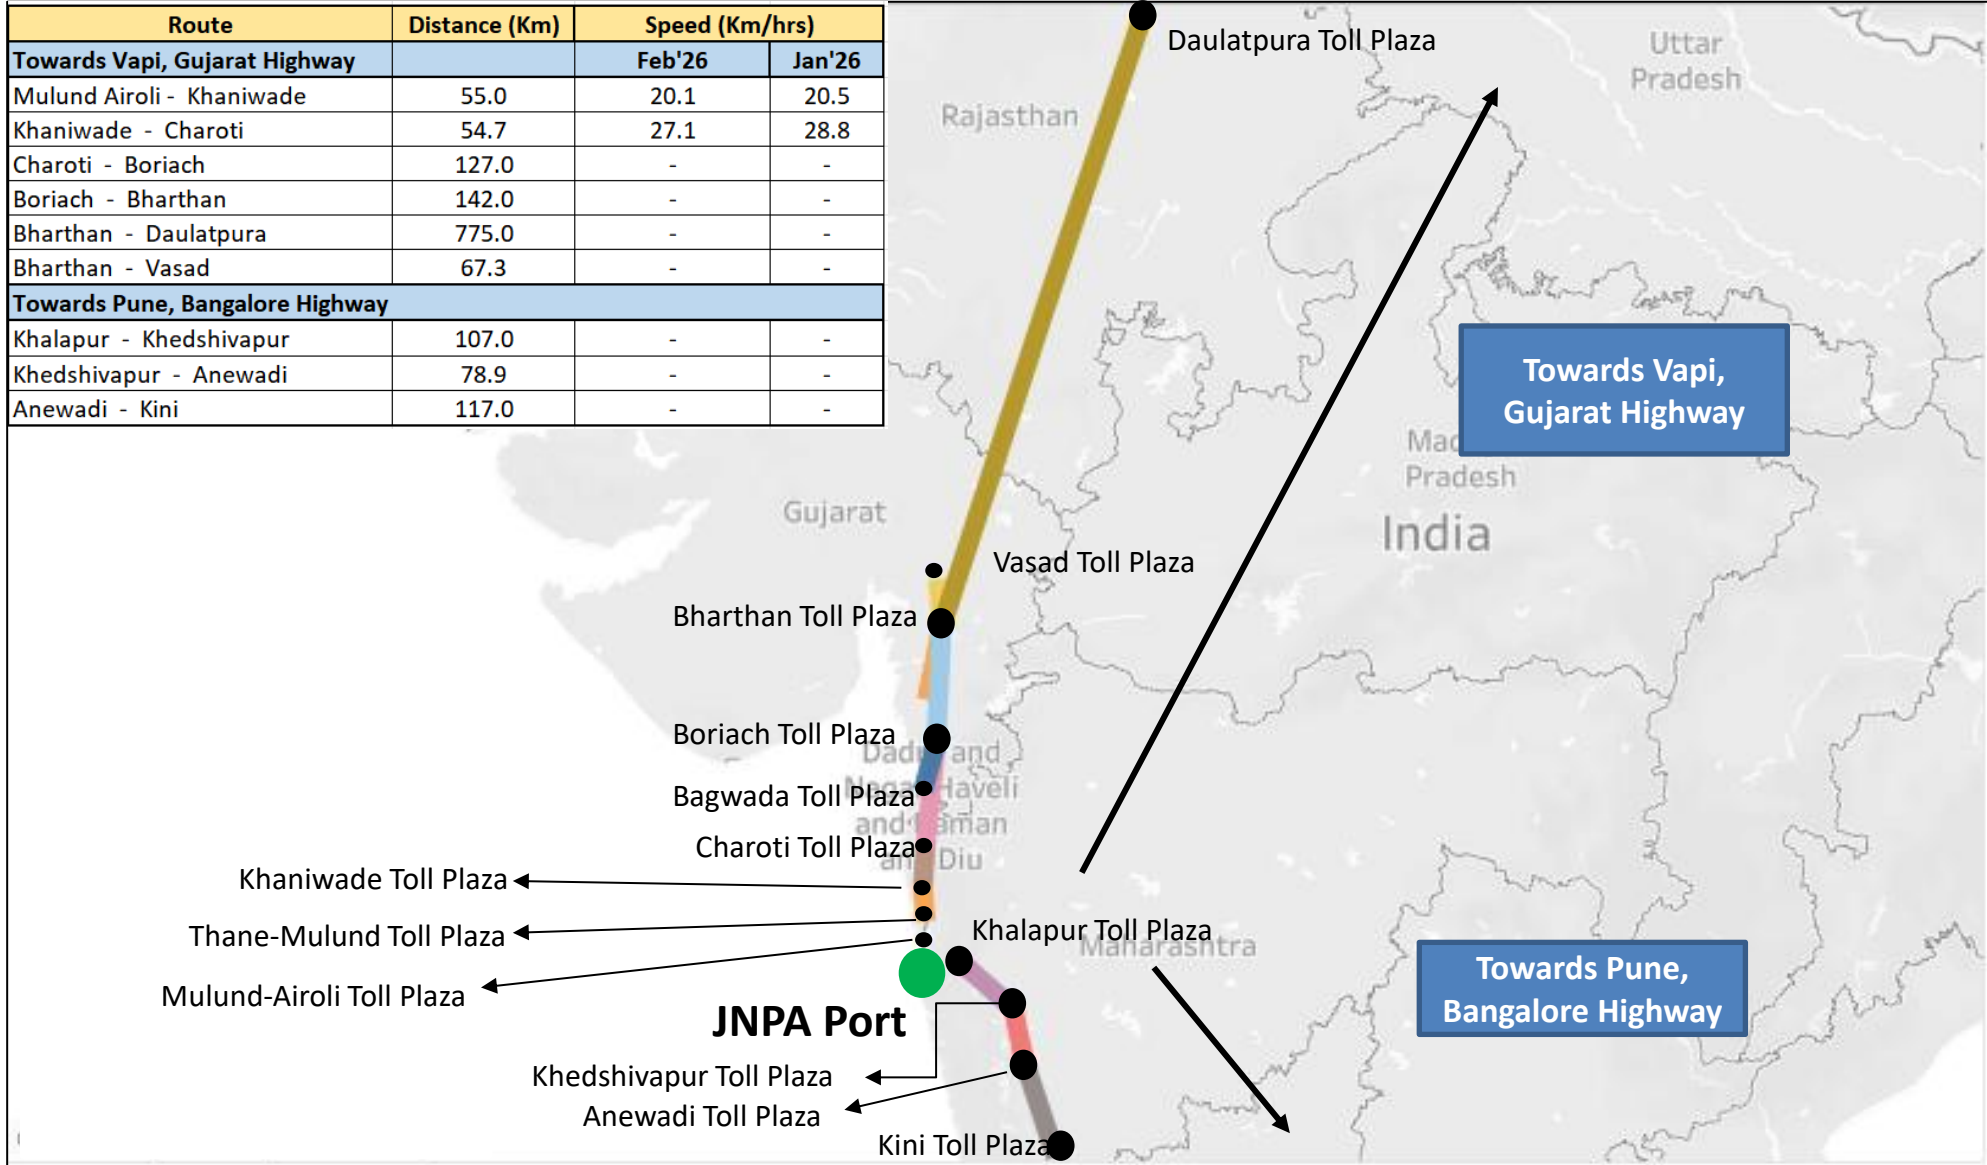 Route Distance (Km) Speed (Km/hrs)
Towards Vapi, Gujarat Highway Feb'26 Jan'26
Mulund Airoli - Khaniwade 55.0 20.1 20.5
Khaniwade - Charoti 54.7 27.1 28.8
Charoti - Boriach 127.0 - -
Boriach - Bharthan 142.0 - -
Bharthan - Daulatpura 775.0 - -
Bharthan - Vasad 67.3 - -
Towards Pune, Bangalore Highway
Khalapur - Khedshivapur 107.0 - -
Khedshivapur - Anewadi 78.9 - -
Anewadi - Kini 117.0 - -
Daulatpura Toll Plaza
Uttar
Pradesh
Rajasthan
Towards Vapi,
Gujarat Highway
Pradesh
Gujarat
India
Vasad Toll Plaza
Bharthan Toll Plaza
Boriach Toll Plaza
and
Bagwada Toll Plaza
Haveli
and Daman
Charoti Toll Plaza
and Diu
Khaniwade Toll Plaza
Thane-Mulund Toll Plaza
Khalapur Toll Plaza
Maharashtra
Mulund-Airoli Toll Plaza
Towards Pune,
Bangalore Highway
JNPA Port
Khedshivapur Toll Plaza
Anewadi Toll Plaza
Kini Toll Plaza